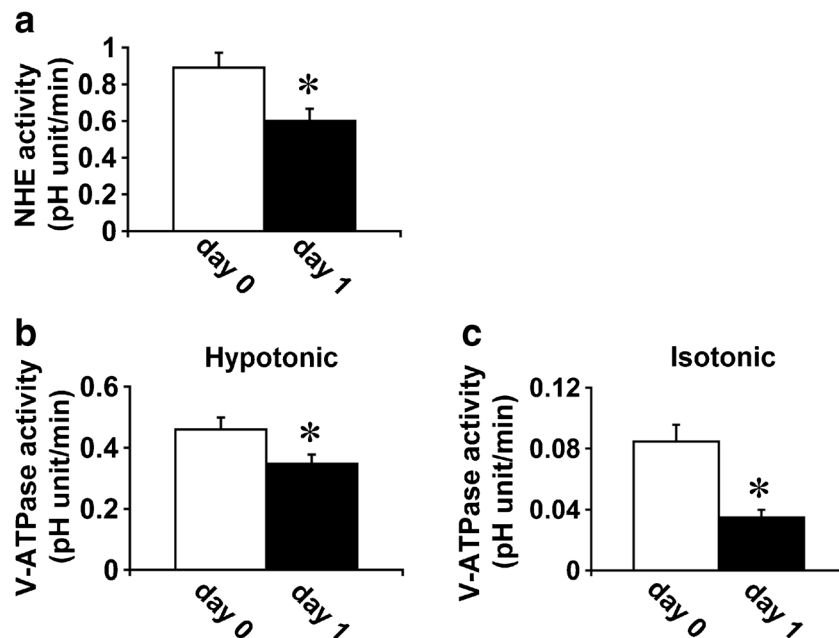 a
NHE activity
(pH unit/min)
1
0.8
0.6
0.4
0.2
0
*
day 0
day 1
b
Hypotonic
V-ATPase activity
(pH unit/min)
0.6
0.4
0.2
0
*
day 0
day 1
c
Isotonic
V-ATPase activity
(pH unit/min)
0.12
0.08
0.04
0
*
day 0
day 1